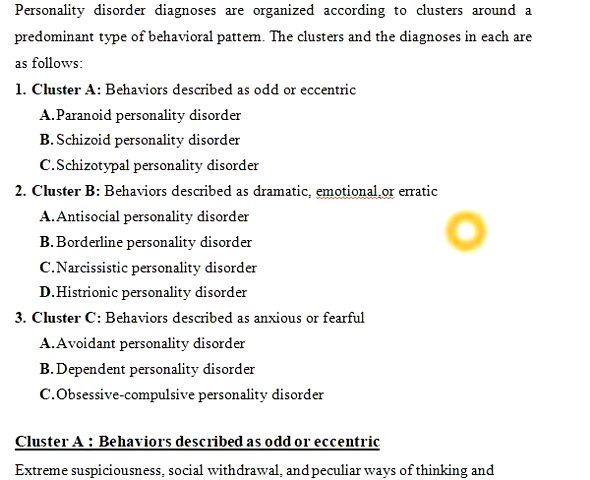 Personality disorder diagnoses are organized according to clusters around a
predominant type of behavioral pattern. The clusters and the diagnoses in each are
as follows:
1. Cluster A: Behaviors described as odd or eccentric
A.Paranoid personality disorder
B. Schizoid personality disorder
C.Schizotypal personality disorder
2. Cluster B: Behaviors described as dramatic, emotional,or erratic
A.Antisocial personality disorder
B. Borderline personality disorder
C.Narcissistic personality disorder
D.Histrionic personality disorder
3. Cluster C: Behaviors described as anxious or fearful
A.Avoidant personality disorder
B. Dependent personality disorder
C.Obsessive-compulsive personality disorder
Cluster A : Behaviors described as odd or eccentric
Extreme suspiciousness, social withdrawal, and peculiar ways of thinking and